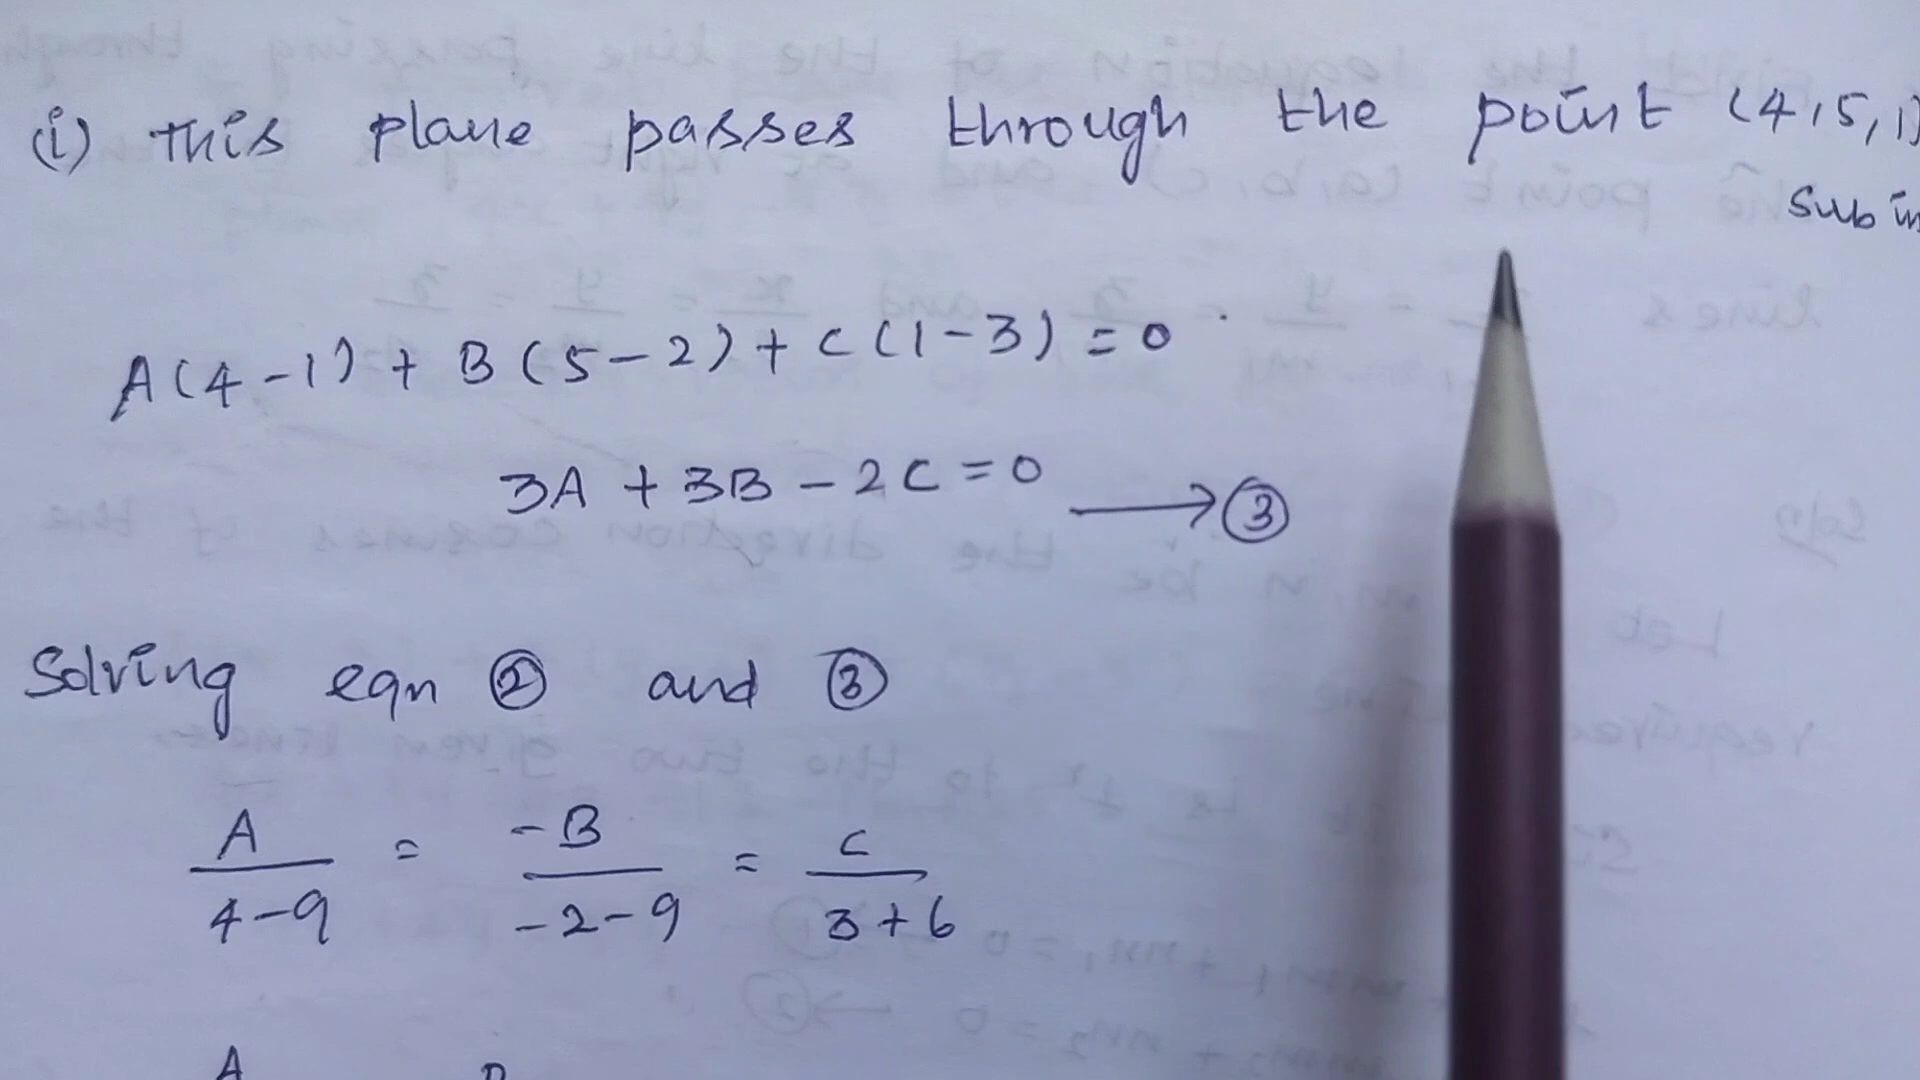 (i) This plane passes through the point (4,5,1)
Sub in
A(4-1) + B(5-2) + C(1-3) = 0
3A + 3B - 2C = 0 → ③
Solving eqn ② and ③
A/4-9 = -B/-2-9 = C/3+6
A B